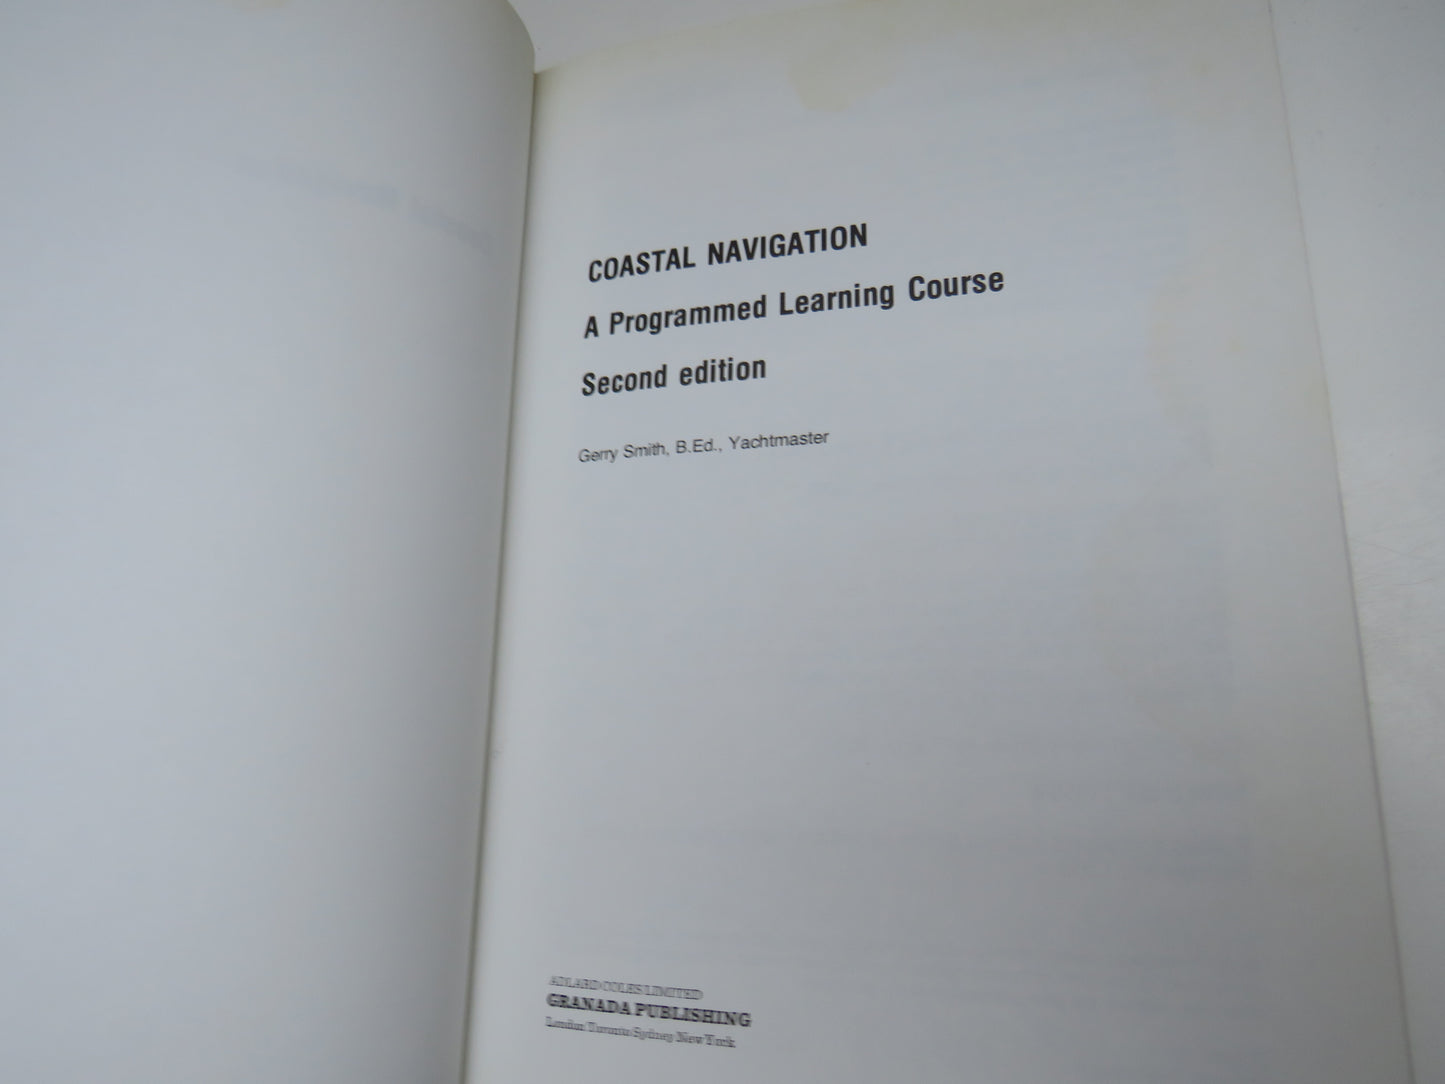 COASTAL NAVIGATION
A Programmed Learning Course
Second edition
Gerry Smith, B.Ed., Yachtmaster
ADLARD COLES LIMITED
GRANADA PUBLISHING
London Toronto Sydney New York